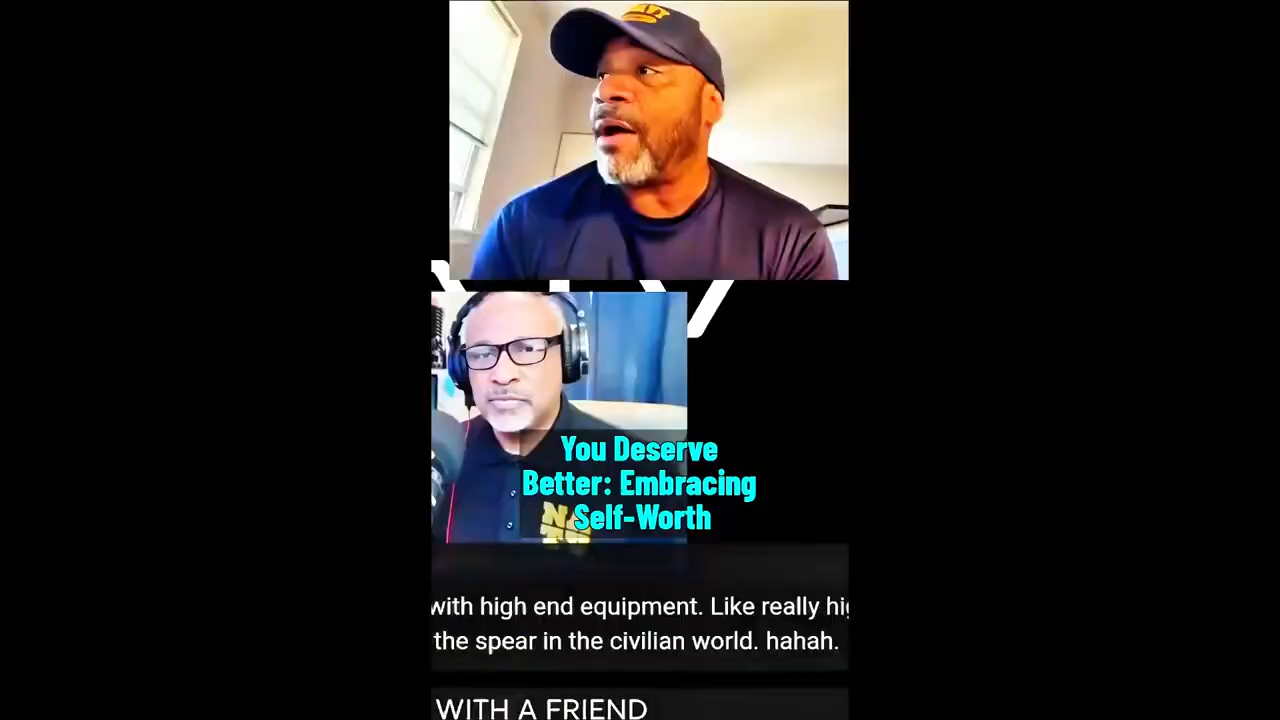 You Deserve
Better: Embracing
Self-Worth
with high end equipment. Like really hig
the spear in the civilian world. hahah.
WITH A FRIEND